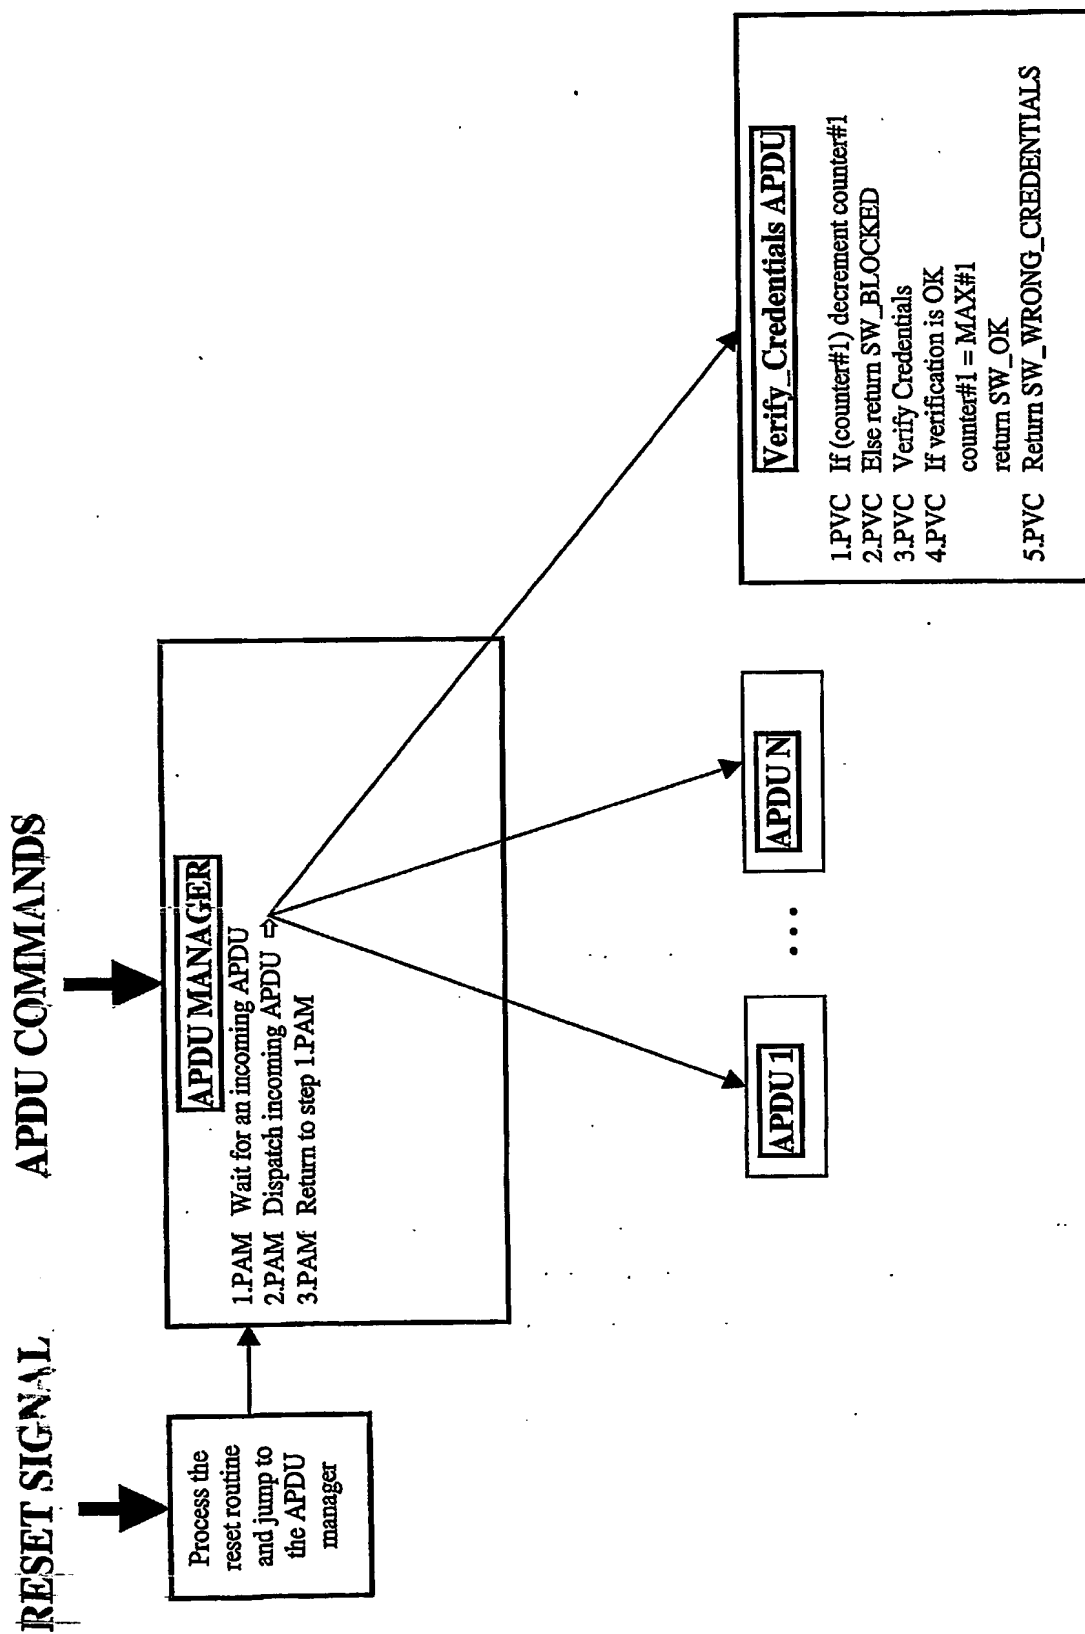 RESET SIGNAL
APDU COMMANDS
Process the
reset routine
and jump to
the APDU
manager
APDU MANAGER
1.PAM Wait for an incoming APDU
2.PAM Dispatch incoming APDU ⇨
3.PAM Return to step 1.PAM
APDU 1
...
APDU N
Verify_Credentials APDU
1.PVC If (counter#1) decrement counter#1
2.PVC Else return SW_BLOCKED
3.PVC Verify Credentials
4.PVC If verification is OK
counter#1 = MAX#1
return SW_OK
5.PVC Return SW_WRONG_CREDENTIALS